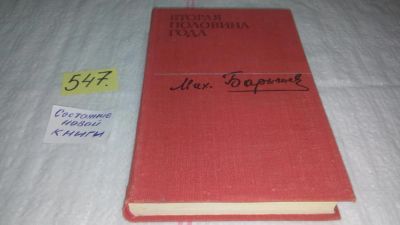 ВТОРАЯ
ПОЛОВИНА
ГОДА
Мих. Барышев
547.
Состояние
новой
книги